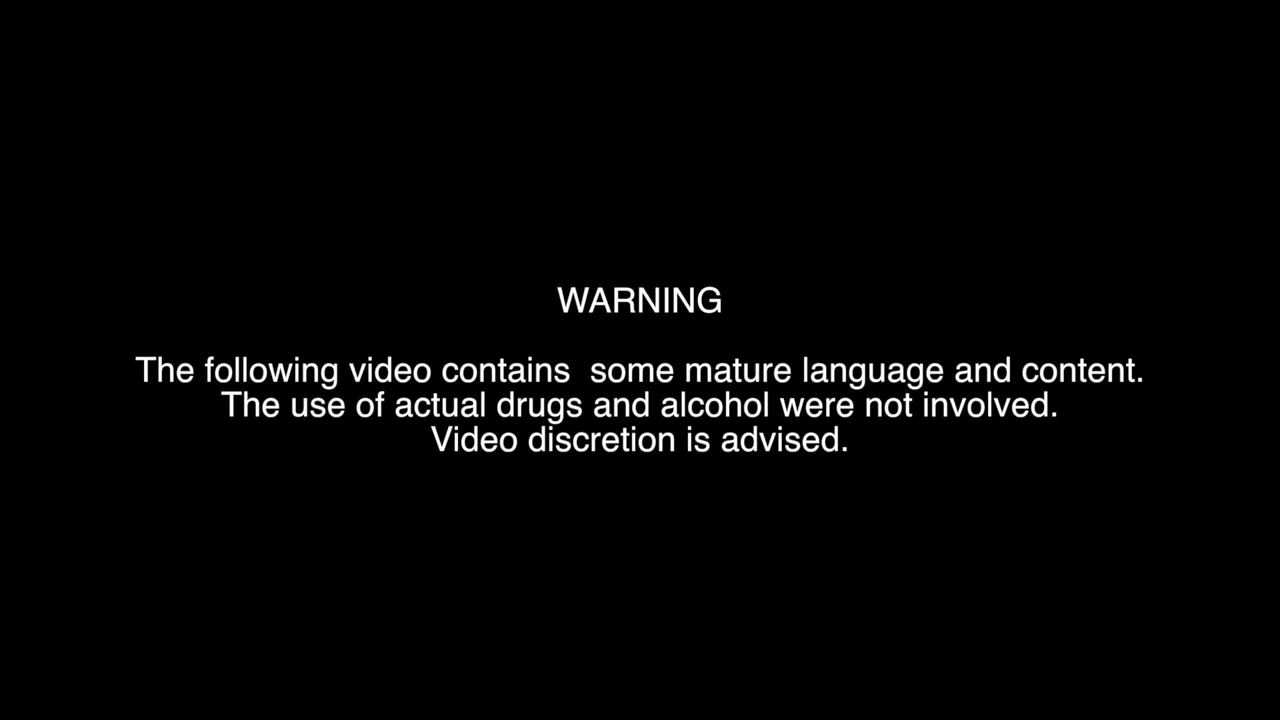 WARNING
The following video contains  some mature language and content.
The use of actual drugs and alcohol were not involved.
Video discretion is advised.